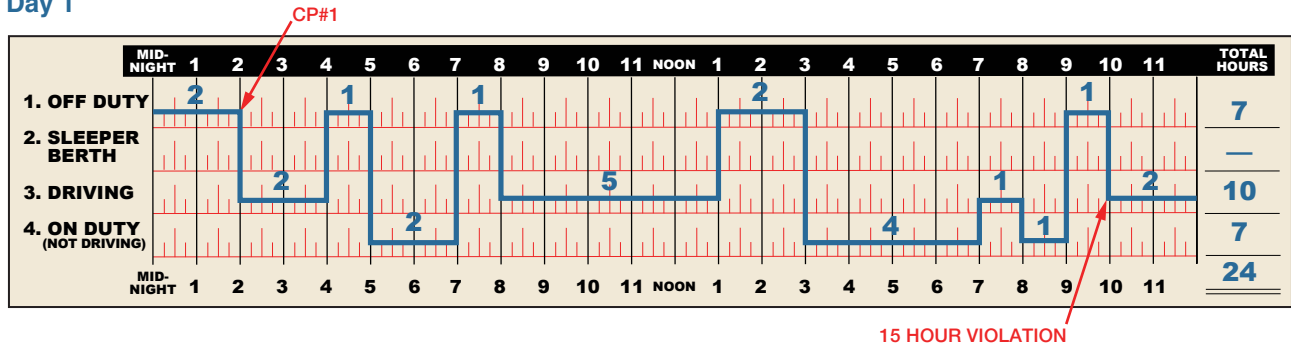 Day 1
CP#1
MID-NIGHT 1 2 3 4 5 6 7 8 9 10 11 NOON 1 2 3 4 5 6 7 8 9 10 11 TOTAL HOURS
1. OFF DUTY 2 1 1 2 1 7
2. SLEEPER BERTH —
3. DRIVING 2 5 1 2 10
4. ON DUTY (NOT DRIVING) 2 4 1 7
MID-NIGHT 1 2 3 4 5 6 7 8 9 10 11 NOON 1 2 3 4 5 6 7 8 9 10 11 24
15 HOUR VIOLATION